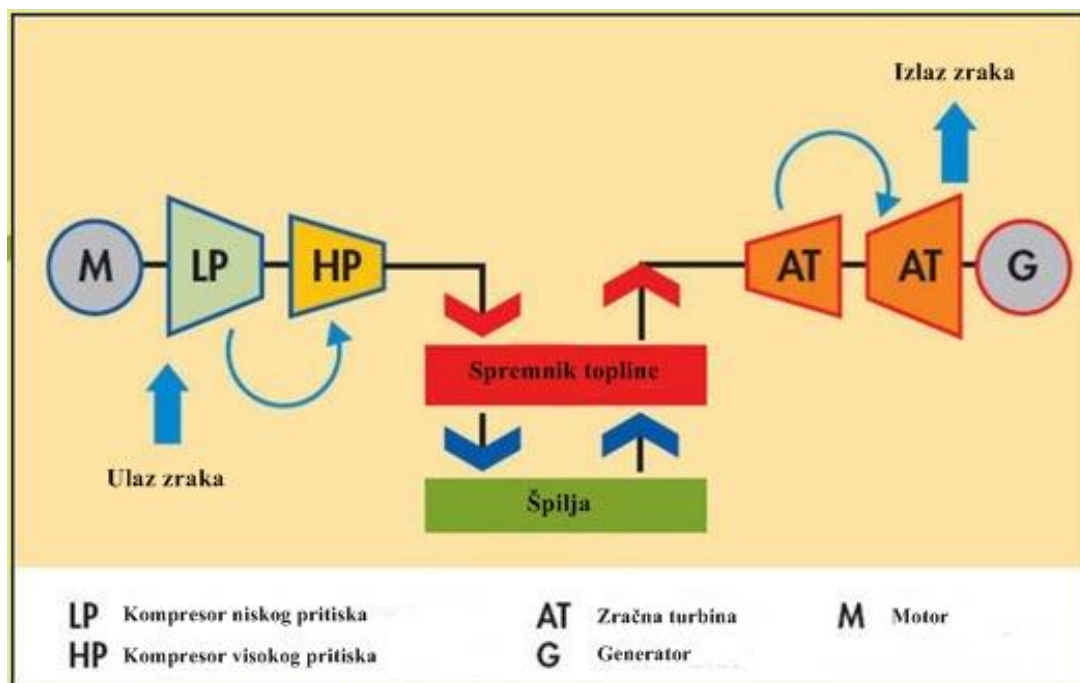 Izlaz zraka
M
LP
HP
AT
AT
G
Spremnik topline
Ulaz zraka
Špilja
LP Kompresor niskog pritiska
HP Kompresor visokog pritiska
AT Zračna turbina
G Generator
M Motor